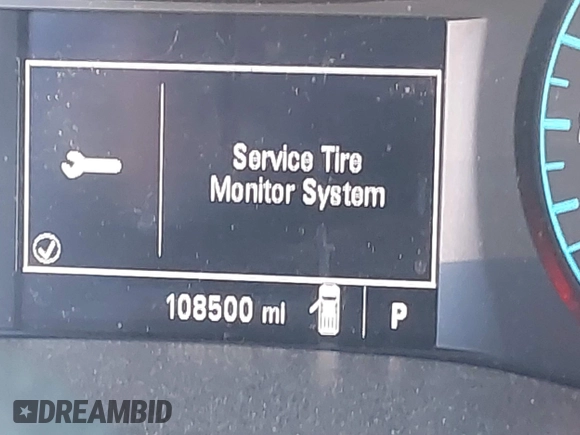 Service Tire
Monitor System
108500 mi
P
DREAMBID